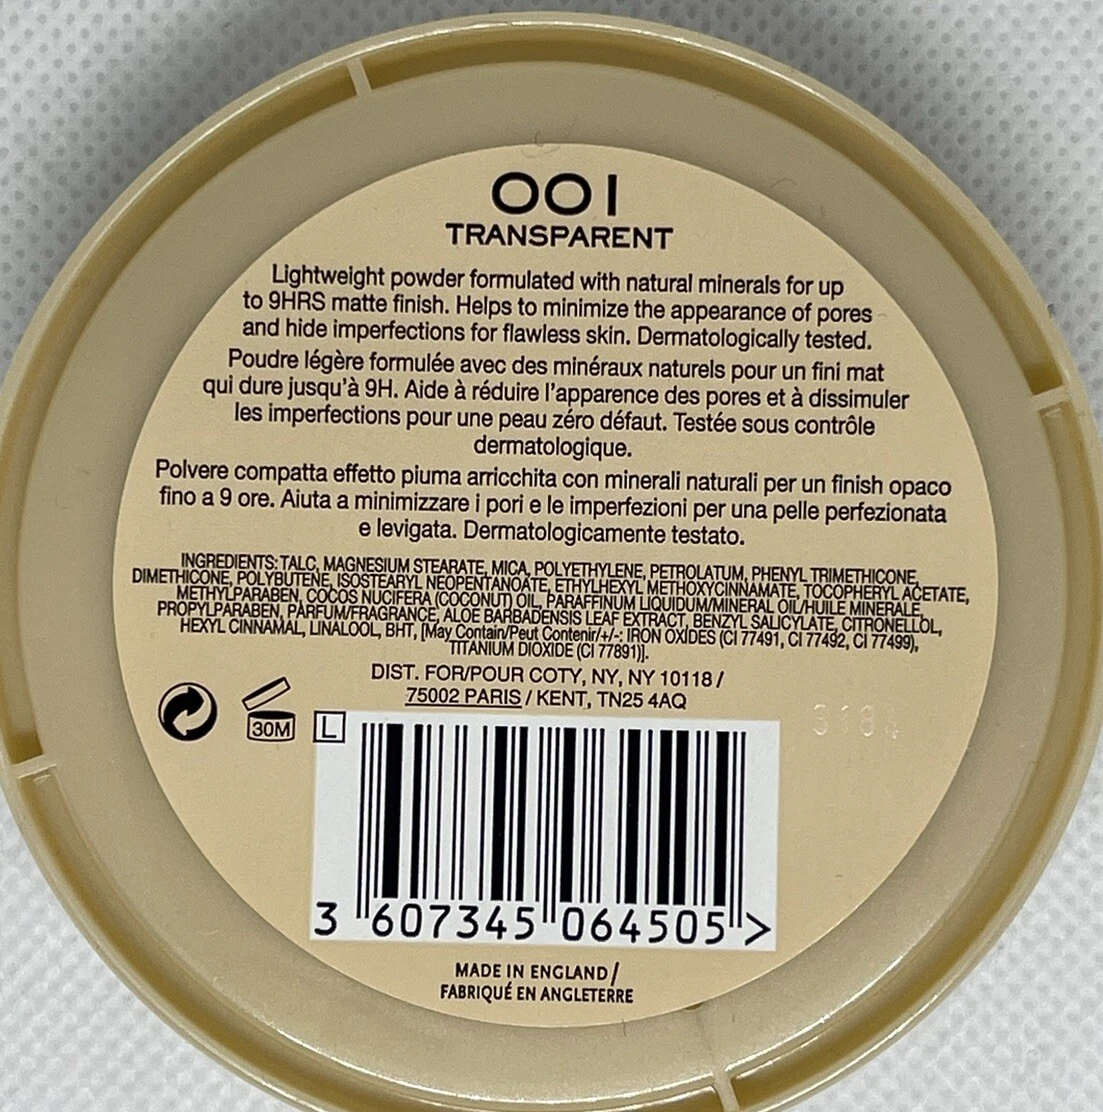 001
TRANSPARENT
Lightweight powder formulated with natural minerals for up
to 9HRS matte finish. Helps to minimize the appearance of pores
and hide imperfections for flawless skin. Dermatologically tested.
Poudre légère formulée avec des minéraux naturels pour un fini mat
qui dure jusqu'à 9H. Aide à réduire l'apparence des pores et à dissimuler
les imperfections pour une peau zéro défaut. Testée sous contrôle
dermatologique.
Polvere compatta effetto piuma arricchita con minerali naturali per un finish opaco
fino a 9 ore. Aiuta a minimizzare i pori e le imperfezioni per una pelle perfezionata
e levigata. Dermatologicamente testato.
INGREDIENTS: TALC, MAGNESIUM STEARATE, MICA, POLYETHYLENE, PETROLATUM, PHENYL TRIMETHICONE,
DIMETHICONE, POLYBUTENE, ISOSTEARYL NEOPENTANOATE, ETHYLHEXYL METHOXYCINNAMATE, TOCOPHERYL ACETATE,
METHYLPARABEN, COCOS NUCIFERA (COCONUT) OIL, PARAFFINUM LIQUIDUM/MINERAL OIL/HUILE MINERALE,
PROPYLPARABEN, PARFUM/FRAGRANCE, ALOE BARBADENSIS LEAF EXTRACT, BENZYL SALICYLATE, CITRONELLOL,
HEXYL CINNAMAL, LINALOOL, BHT, [May Contain/Peut Contenir/+/-: IRON OXIDES (CI 77491, CI 77492, CI 77499),
TITANIUM DIOXIDE (CI 77891)].
DIST. FOR/POUR COTY, NY, NY 10118 /
75002 PARIS / KENT, TN25 4AQ
30M
L
3 607345 064505 >
MADE IN ENGLAND/
FABRIQUÉ EN ANGLETERRE